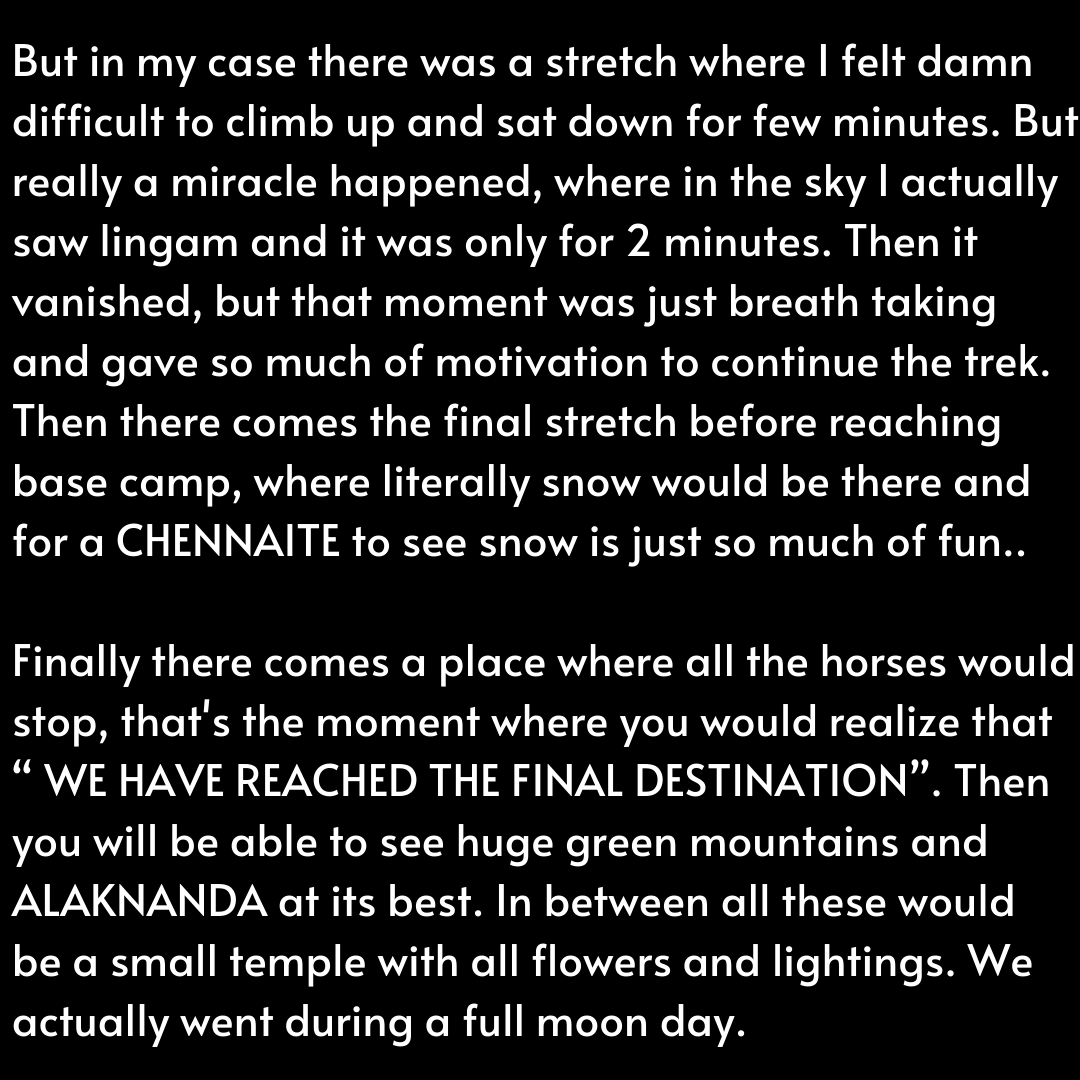 But in my case there was a stretch where I felt damn
difficult to climb up and sat down for few minutes. But
really a miracle happened, where in the sky I actually
saw lingam and it was only for 2 minutes. Then it
vanished, but that moment was just breath taking
and gave so much of motivation to continue the trek.
Then there comes the final stretch before reaching
base camp, where literally snow would be there and
for a CHENNAITE to see snow is just so much of fun..
Finally there comes a place where all the horses would
stop, that's the moment where you would realize that
“ WE HAVE REACHED THE FINAL DESTINATION”. Then
you will be able to see huge green mountains and
ALAKNANDA at its best. In between all these would
be a small temple with all flowers and lightings. We
actually went during a full moon day.